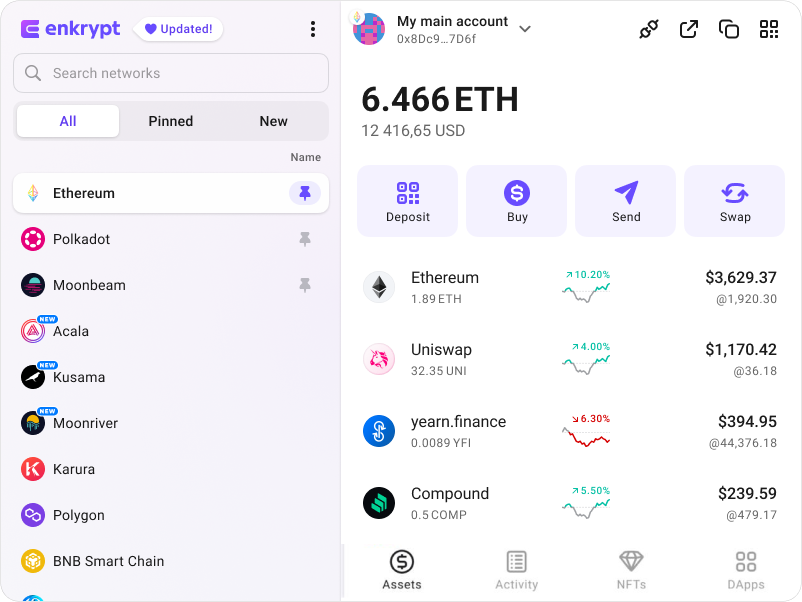 enkrypt
Updated!
Search networks
All
Pinned
New
Name
Ethereum
Polkadot
Moonbeam
NEW
Acala
NEW
Kusama
NEW
Moonriver
Karura
Polygon
BNB Smart Chain
My main account
0x8Dc9…7D6f
6.466 ETH
12 416,65 USD
Deposit
Buy
Send
Swap
Ethereum
1.89 ETH
10.20%
$3,629.37
@1,920.30
Uniswap
32.35 UNI
4.00%
$1,170.42
@36.18
yearn.finance
0.0089 YFI
6.30%
$394.95
@44,376.18
Compound
0.5 COMP
5.50%
$239.59
@479.17
Assets
Activity
NFTs
DApps